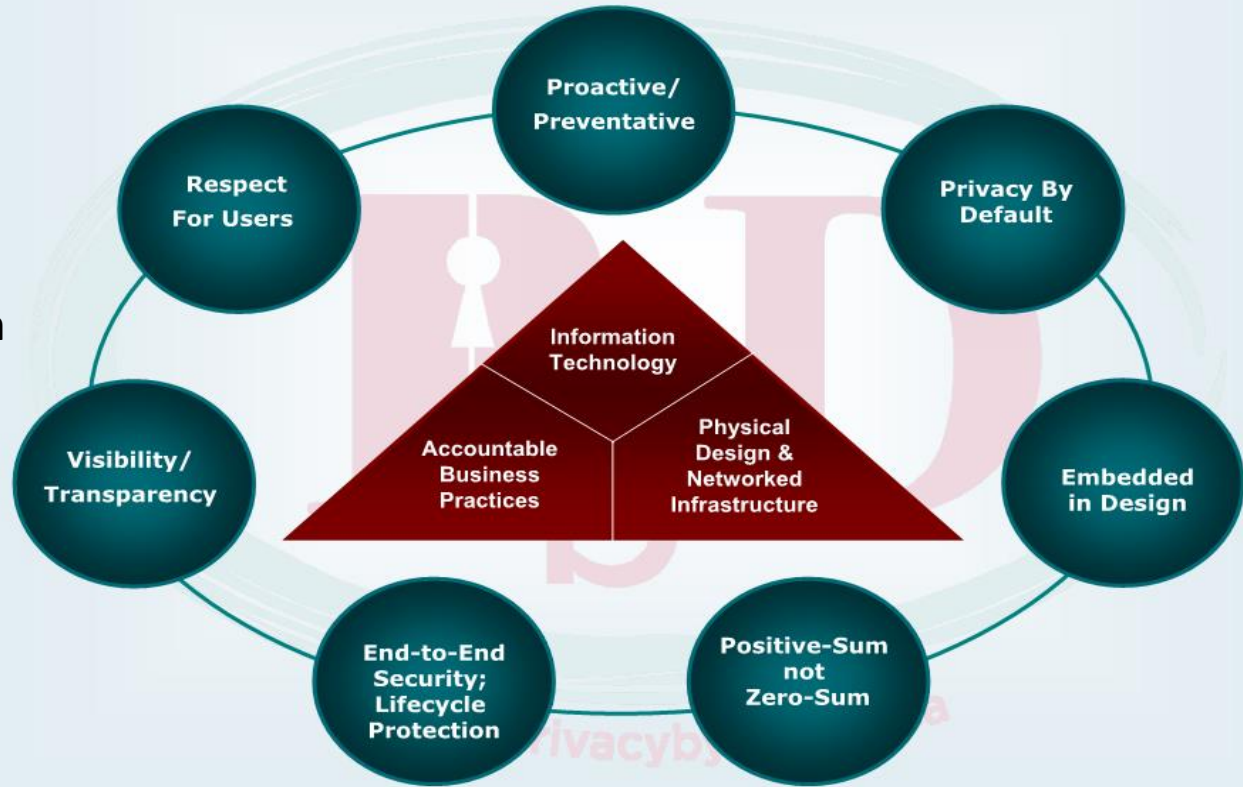 Proactive/
Preventative
Privacy By
Default
Embedded
in Design
Positive-Sum
not
Zero-Sum
End-to-End
Security;
Lifecycle
Protection
Visibility/
Transparency
Respect
For Users
Information
Technology
Accountable
Business
Practices
Physical
Design &
Networked
Infrastructure
PbD